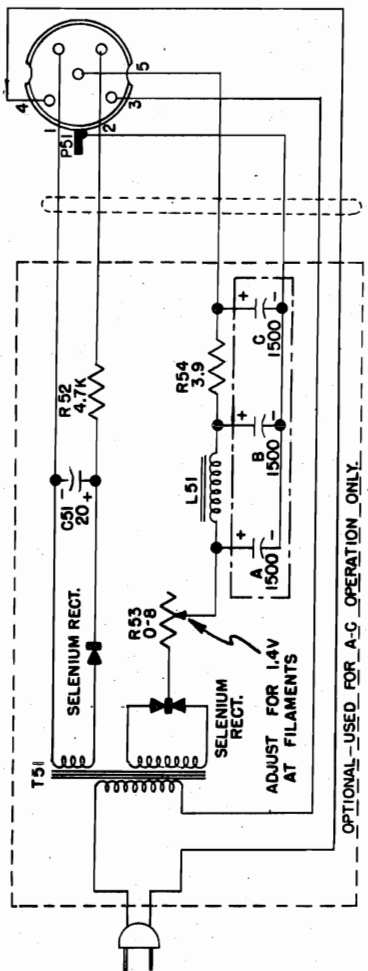 T51
SELENIUM RECT.
C51
20
-
+
R52
4.7K
SELENIUM
RECT.
R53
0-8
ADJUST FOR 1.4V
AT FILAMENTS
L51
R54
3.9
+
-
A
1500
+
-
B
1500
+
-
C
1500
OPTIONAL-USED FOR A-C OPERATION ONLY
P51
1
2
3
4
5